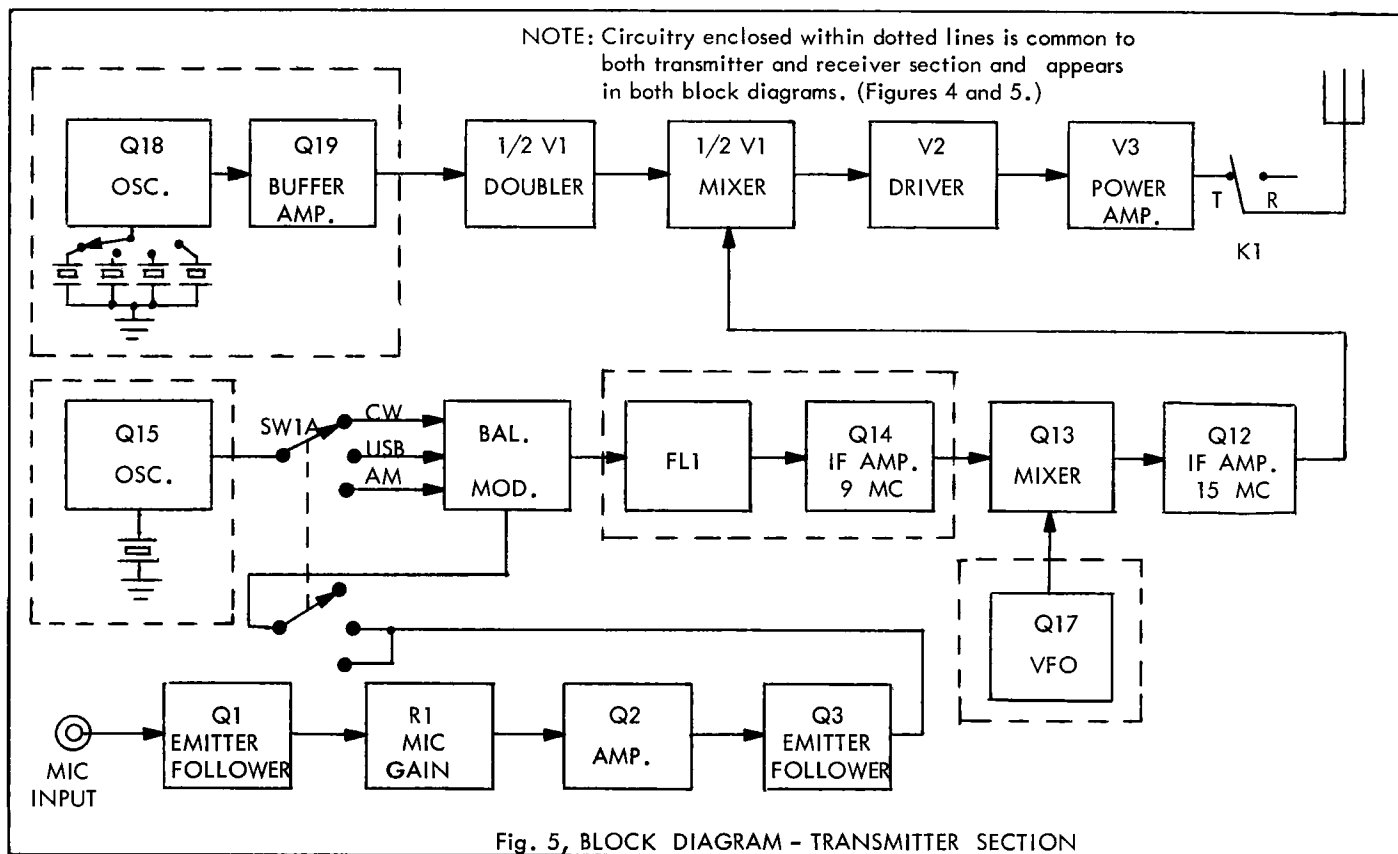 NOTE: Circuitry enclosed within dotted lines is common to
both transmitter and receiver section and appears
in both block diagrams. (Figures 4 and 5.)
Q18
OSC.
Q19
BUFFER
AMP.
1/2 V1
DOUBLER
1/2 V1
MIXER
V2
DRIVER
V3
POWER
AMP.
T
R
K1
Q15
OSC.
SW1A
CW
USB
AM
BAL.
MOD.
FL1
Q14
IF AMP.
9 MC
Q13
MIXER
Q12
IF AMP.
15 MC
Q17
VFO
MIC
INPUT
Q1
EMITTER
FOLLOWER
R1
MIC
GAIN
Q2
AMP.
Q3
EMITTER
FOLLOWER
Fig. 5, BLOCK DIAGRAM - TRANSMITTER SECTION